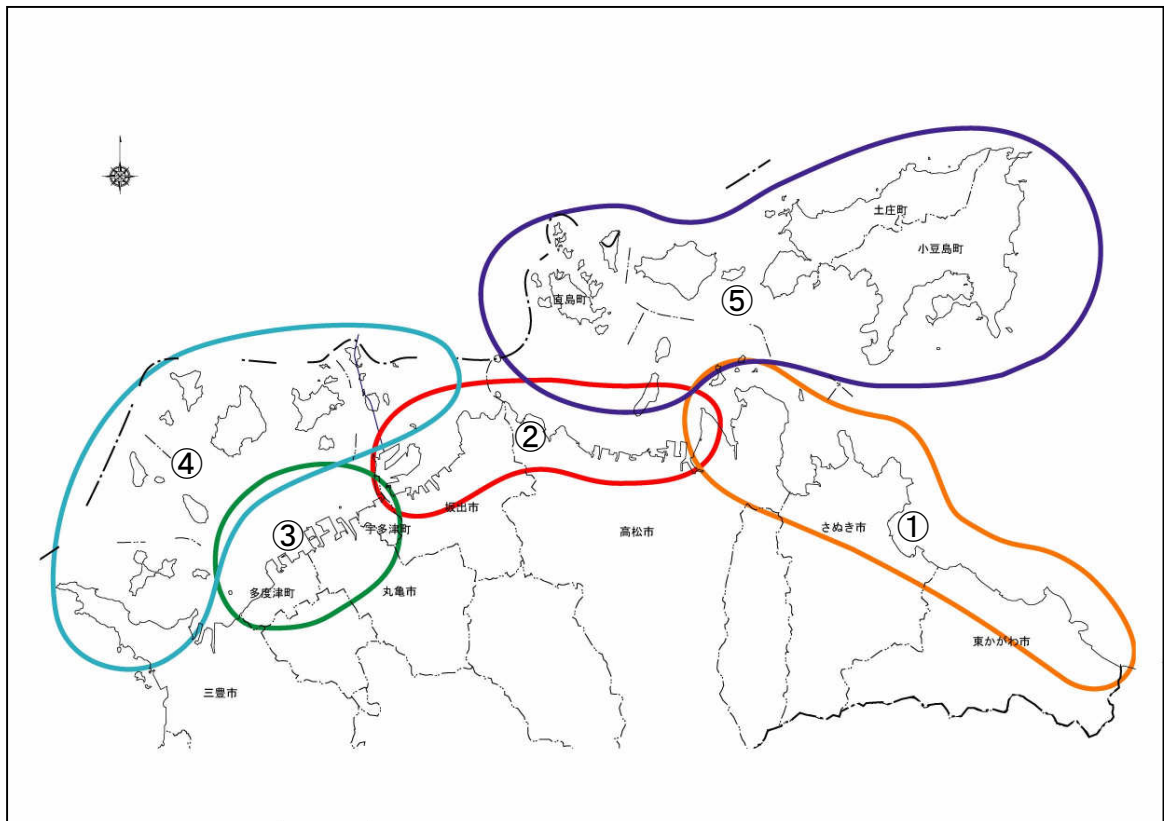 土庄町
小豆島町
直島町
⑤
②
④
坂出市
宇多津町
③
高松市
さぬき市
①
多度津町
丸亀市
東かがわ市
三豊市